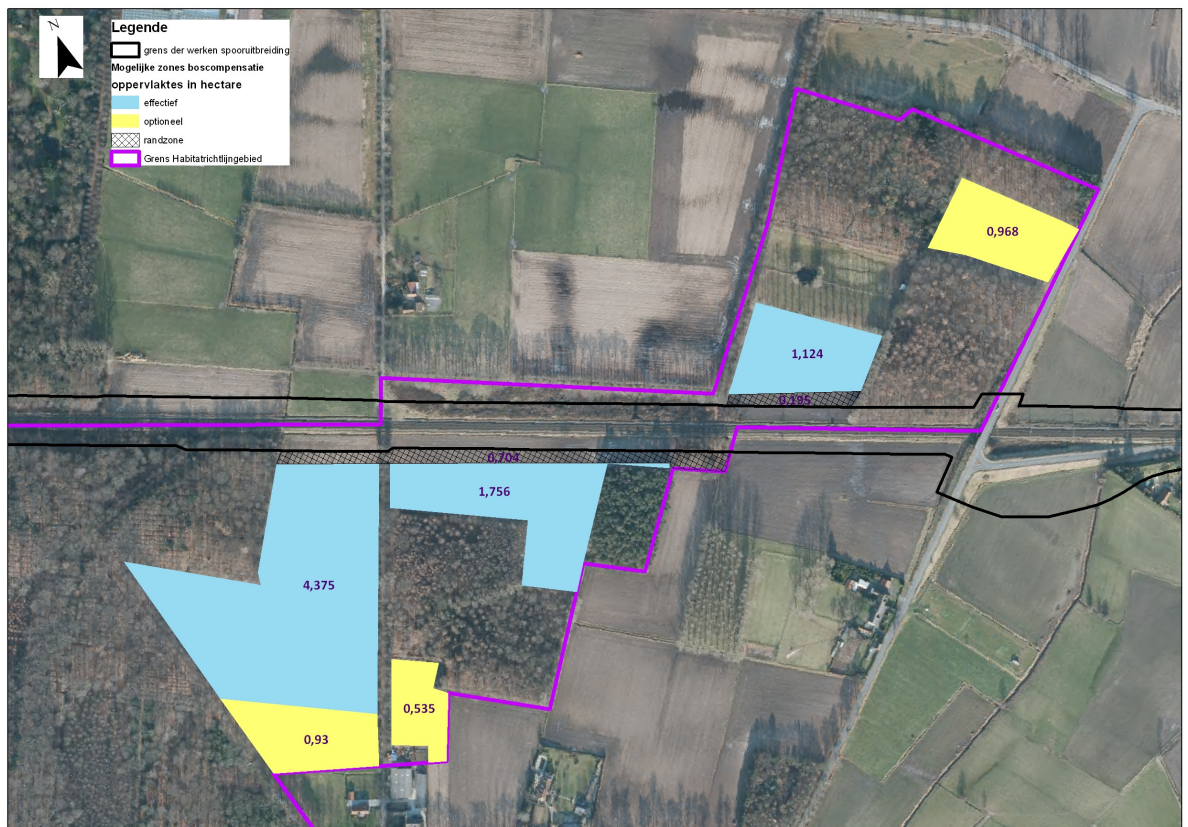 N
Legende
grens der werken spooruitbreiding
Mogelijke zones boscompensatie
oppervlaktes in hectare
effectief
optioneel
randzone
Grens Habitatrichtlijngebied
0,968
1,124
0,195
0,704
1,756
4,375
0,535
0,93